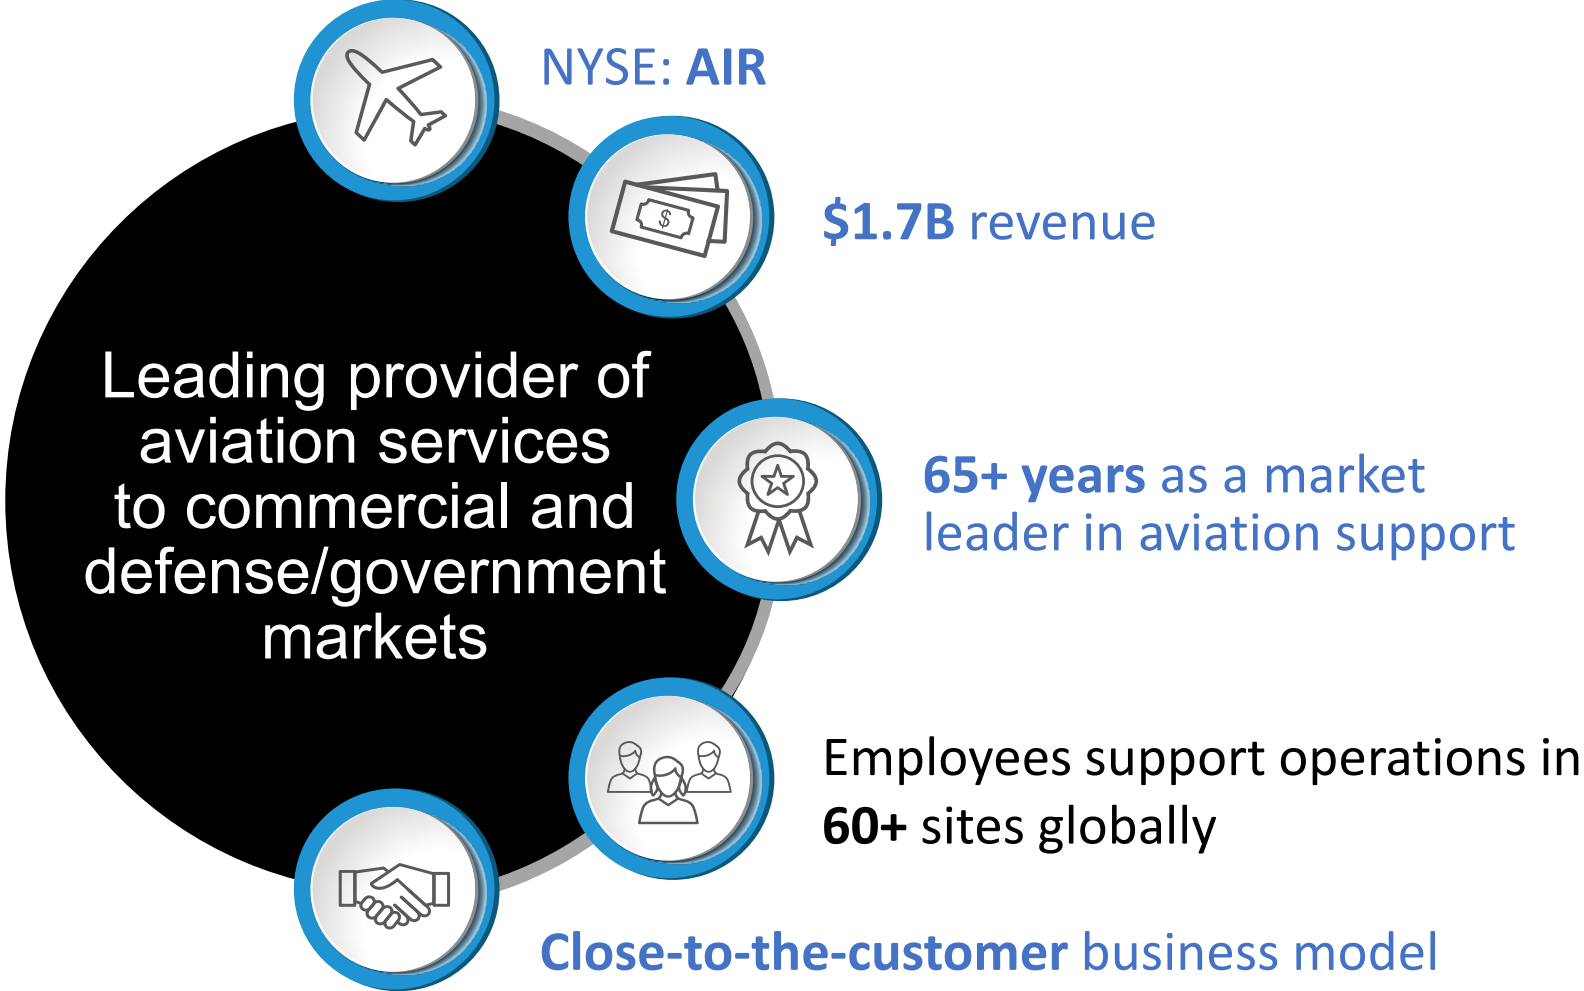 NYSE: AIR
$1.7B revenue
Leading provider of
aviation services
to commercial and
defense/government
markets
65+ years as a market
leader in aviation support
Employees support operations in
60+ sites globally
Close-to-the-customer business model
$